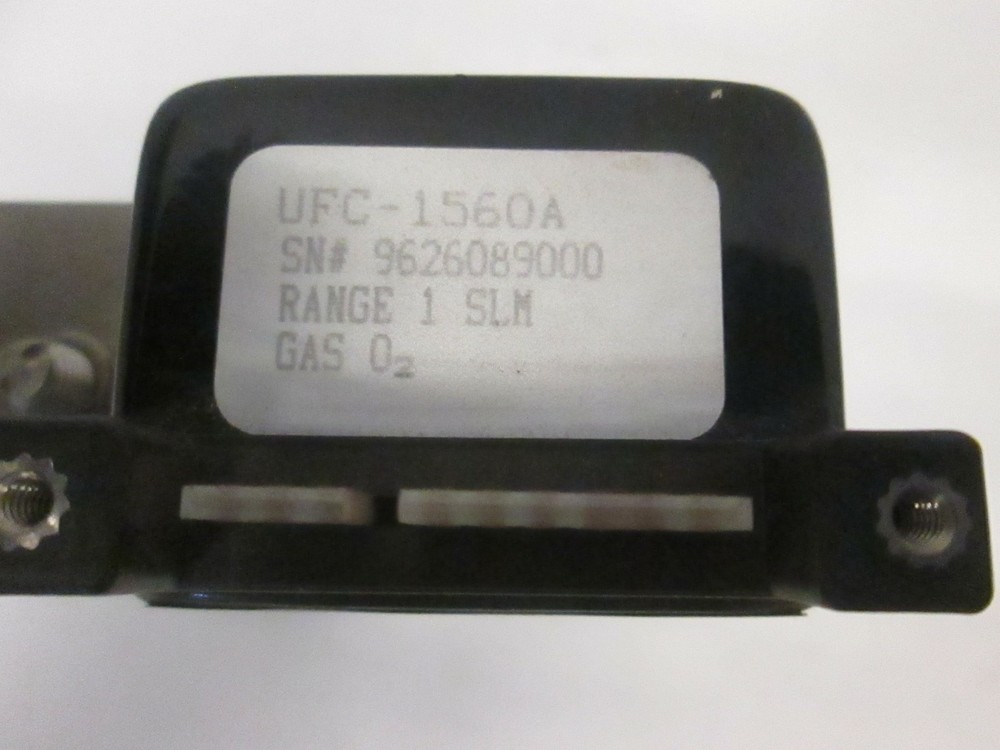 UFC-1560A
SN# 9626089000
RANGE 1 SLM
GAS O₂